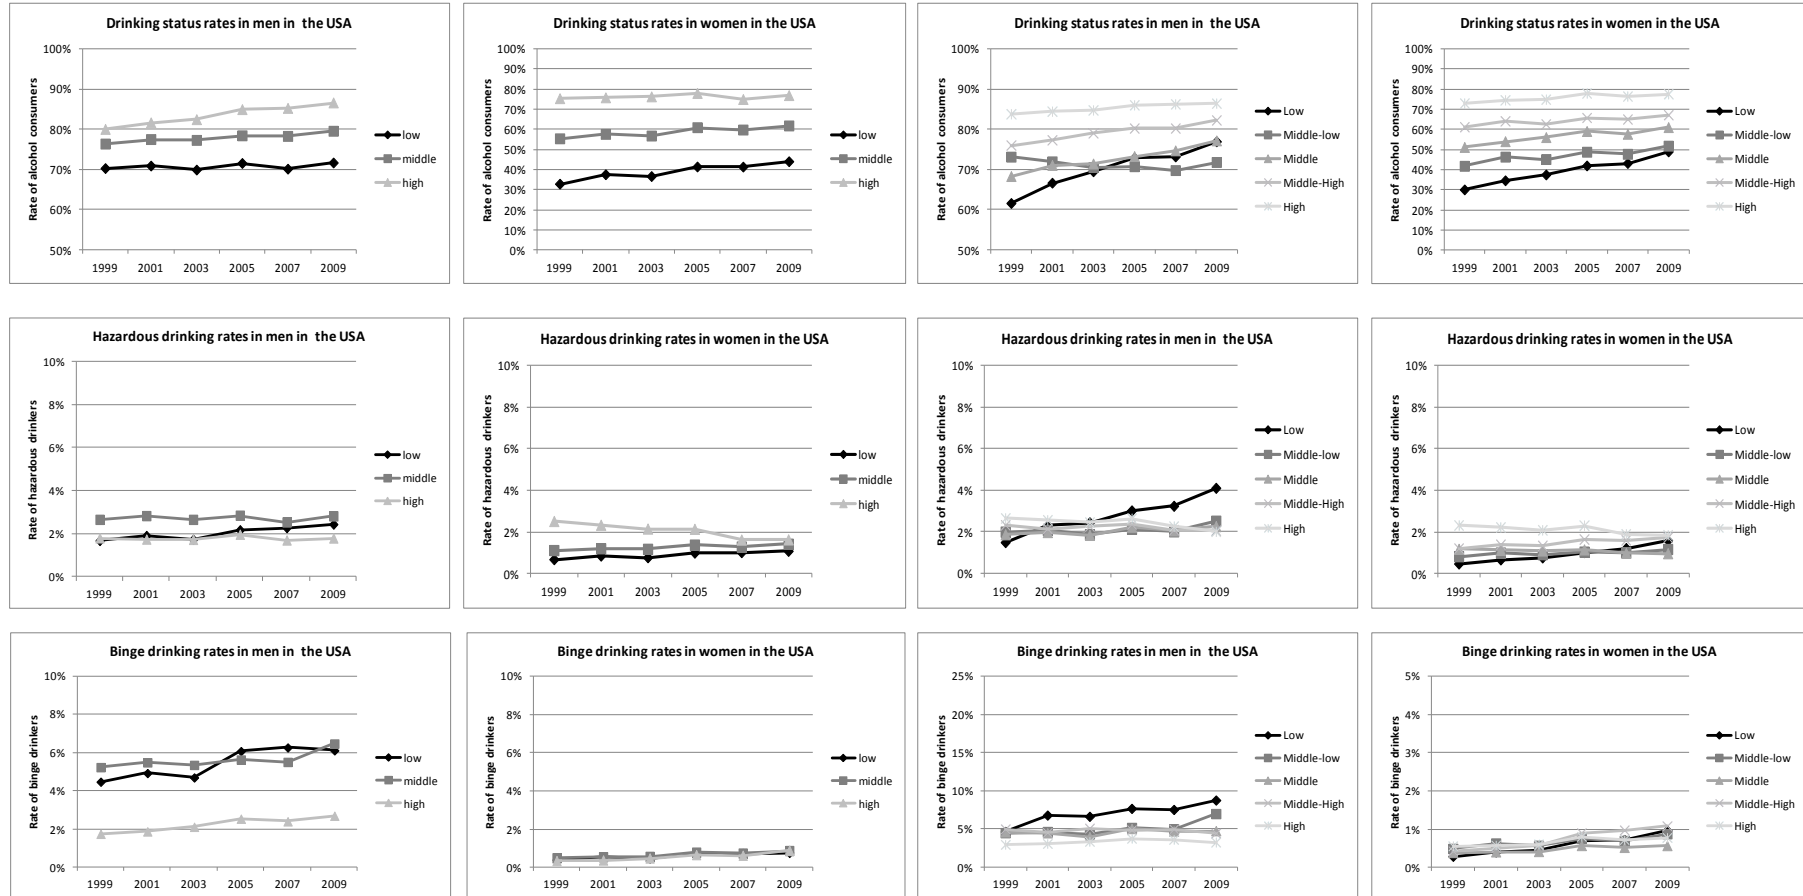 Drinking status rates in men in the USA
Rate of alcohol consumers
100%
90%
80%
70%
60%
50%
1999 2001 2003 2005 2007 2009
low
middle
high
Drinking status rates in women in the USA
Rate of alcohol consumers
100%
90%
80%
70%
60%
50%
40%
30%
20%
10%
0%
1999 2001 2003 2005 2007 2009
low
middle
high
Drinking status rates in men in the USA
Rate of alcohol consumers
100%
90%
80%
70%
60%
50%
1999 2001 2003 2005 2007 2009
Low
Middle-low
Middle
Middle-High
High
Drinking status rates in women in the USA
Rate of alcohol consumers
100%
90%
80%
70%
60%
50%
40%
30%
20%
10%
0%
1999 2001 2003 2005 2007 2009
Low
Middle-low
Middle
Middle-High
High
Hazardous drinking rates in men in the USA
Rate of hazardous drinkers
10%
8%
6%
4%
2%
0%
1999 2001 2003 2005 2007 2009
low
middle
high
Hazardous drinking rates in women in the USA
Rate of hazardous drinkers
10%
8%
6%
4%
2%
0%
1999 2001 2003 2005 2007 2009
low
middle
high
Hazardous drinking rates in men in the USA
Rate of hazardous drinkers
10%
8%
6%
4%
2%
0%
1999 2001 2003 2005 2007 2009
Low
Middle-low
Middle
Middle-High
High
Hazardous drinking rates in women in the USA
Rate of hazardous drinkers
10%
8%
6%
4%
2%
0%
1999 2001 2003 2005 2007 2009
Low
Middle-low
Middle
Middle-High
High
Binge drinking rates in men in the USA
Rate of binge drinkers
10%
8%
6%
4%
2%
0%
1999 2001 2003 2005 2007 2009
low
middle
high
Binge drinking rates in women in the USA
Rate of binge drinkers
10%
8%
6%
4%
2%
0%
1999 2001 2003 2005 2007 2009
low
middle
high
Binge drinking rates in men in the USA
Rate of binge drinkers
25%
20%
15%
10%
5%
0%
1999 2001 2003 2005 2007 2009
Low
Middle-low
Middle
Middle-High
High
Binge drinking rates in women in the USA
Rate of binge drinkers
5%
4%
3%
2%
1%
0%
1999 2001 2003 2005 2007 2009
Low
Middle-low
Middle
Middle-High
High